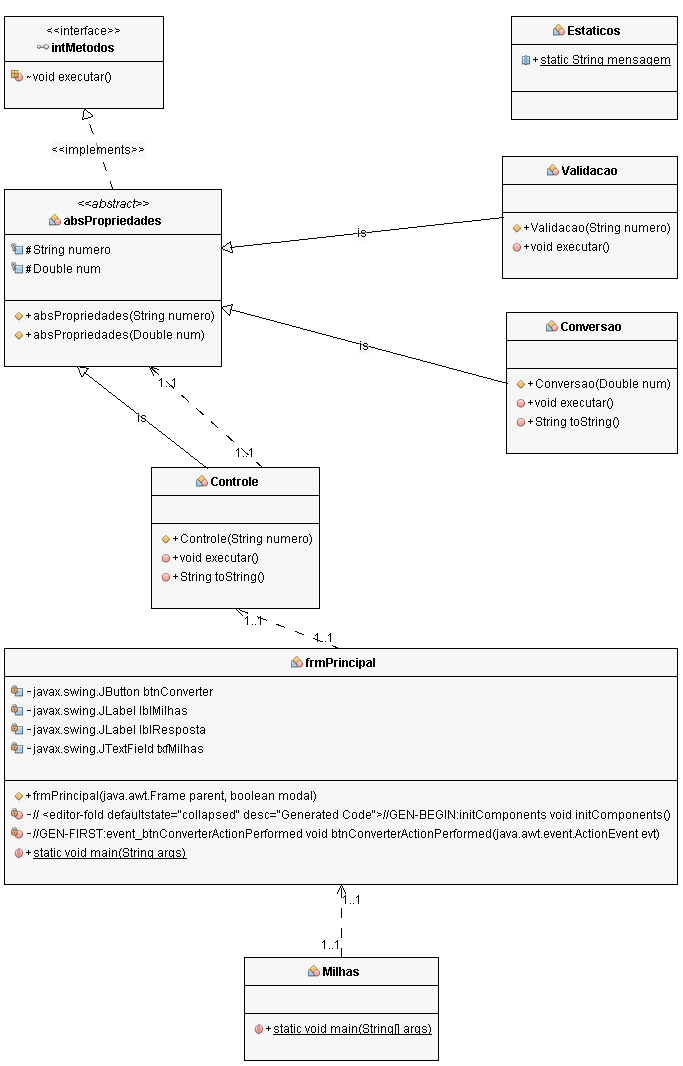 <<interface>>
intMetodos
~void executar()
<<implements>>
<<abstract>>
absPropriedades
#String numero
#Double num
+absPropriedades(String numero)
+absPropriedades(Double num)
Estaticos
+static String mensagem
Validacao
+Validacao(String numero)
+void executar()
is
Conversao
+Conversao(Double num)
+void executar()
+String toString()
is
1..1
is
1..1
Controle
+Controle(String numero)
+void executar()
+String toString()
1..1
1..1
frmPrincipal
-javax.swing.JButton btnConverter
-javax.swing.JLabel lblMilhas
-javax.swing.JLabel lblResposta
-javax.swing.JTextField txfMilhas
+frmPrincipal(java.awt.Frame parent, boolean modal)
-// <editor-fold defaultstate="collapsed" desc="Generated Code">//GEN-BEGIN:initComponents void initComponents()
-//GEN-FIRST:event_btnConverterActionPerformed void btnConverterActionPerformed(java.awt.event.ActionEvent evt)
+static void main(String args)
1..1
1..1
Milhas
+static void main(String[] args)